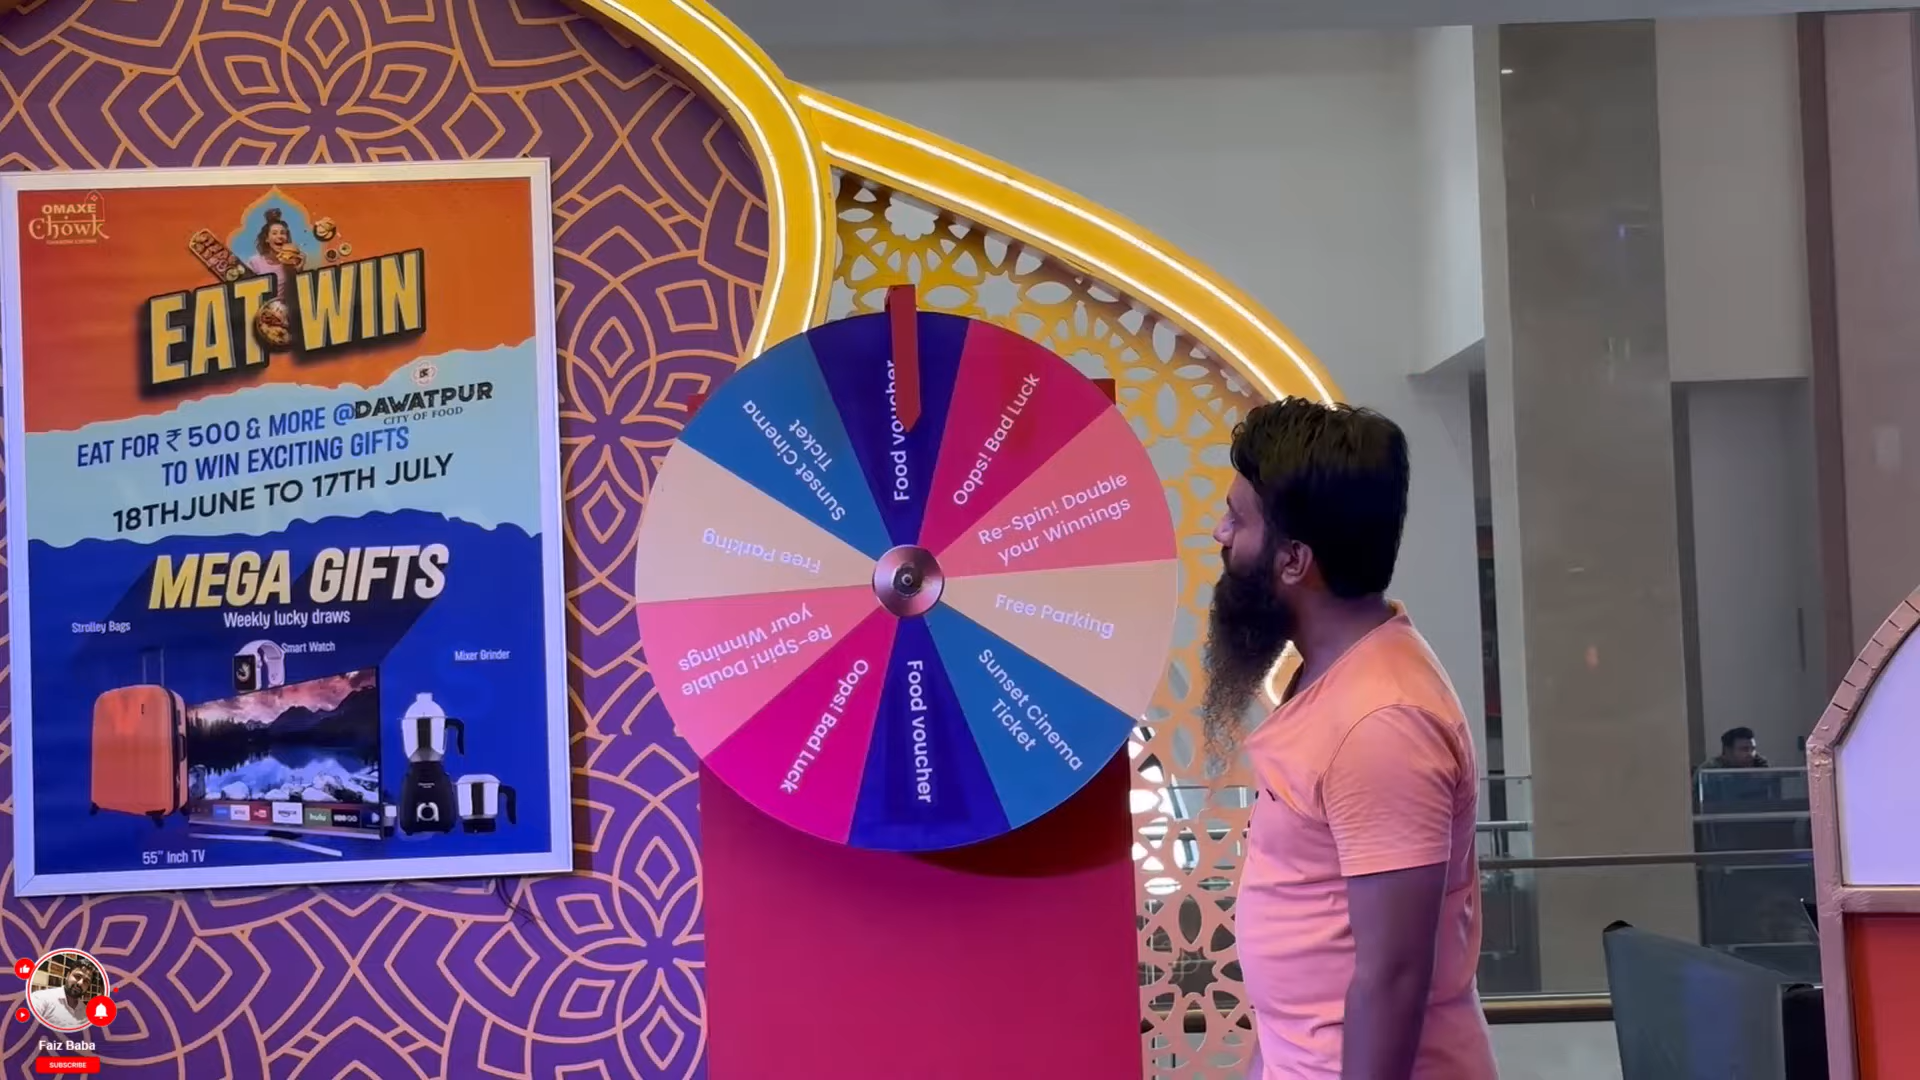 OMAXE
Chowk
EAT WIN
EAT FOR ₹ 500 & MORE @DAWATPUR
CITY OF FOOD
TO WIN EXCITING GIFTS
18TH JUNE TO 17TH JULY
MEGA GIFTS
Weekly lucky draws
Strolley Bags
Smart Watch
Mixer Grinder
hulu
55" Inch TV
Food voucher
Oops! Bad Luck
Re-Spin! Double
your Winnings
Free Parking
Sunset Cinema
Ticket
Food voucher
Oops! Bad Luck
Re-Spin! Double
your Winnings
Free Parking
Sunset Cinema
Ticket
Faiz Baba
SUBSCRIBE